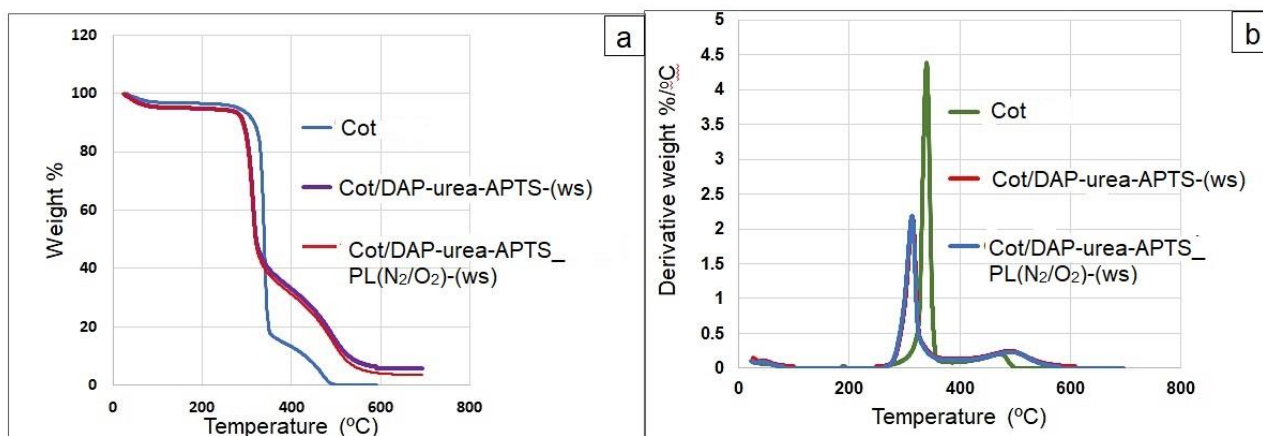 a
120
100
80
60
40
20
0
0
200
400
600
800
Weight %
Temperature (ºC)
Cot
Cot/DAP-urea-APTS-(ws)
Cot/DAP-urea-APTS_
PL(N₂/O₂)-(ws)
b
5
4.5
4
3.5
3
2.5
2
1.5
1
0.5
0
0
200
400
600
800
Derivative weight %/ºC
Temperature (ºC)
Cot
Cot/DAP-urea-APTS-(ws)
Cot/DAP-urea-APTS_
PL(N₂/O₂)-(ws)